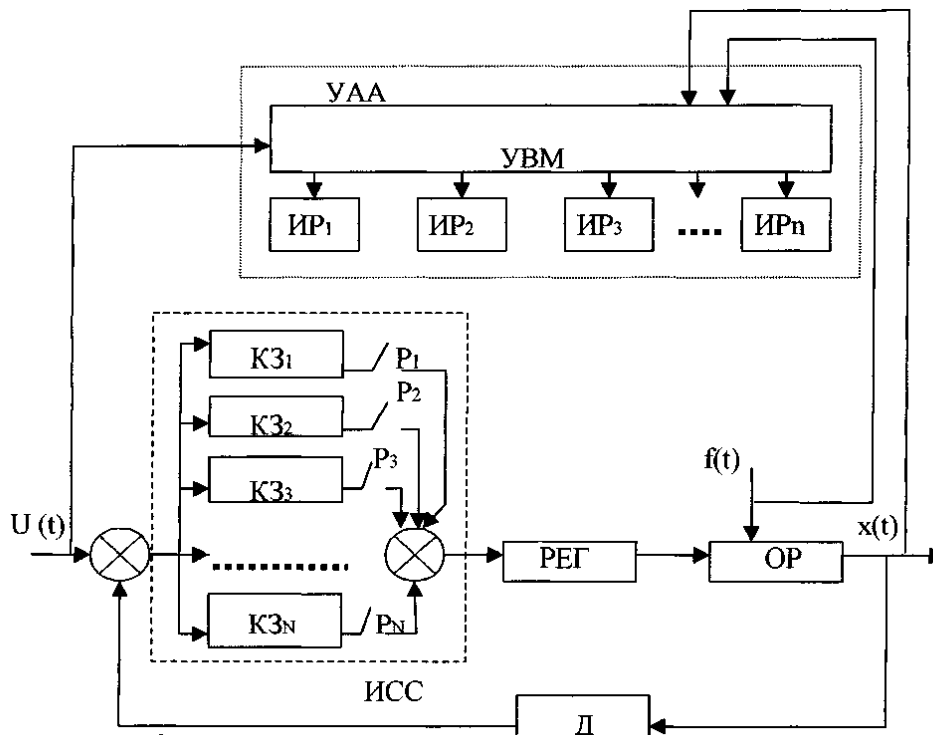 УАА
УВМ
ИР1 ИР2 ИР3 ИРn
КЗ1 Р1
КЗ2 Р2
КЗ3 Р3
f(t)
U (t) x(t)
РЕГ ОР
КЗN РN
ИСС
Д